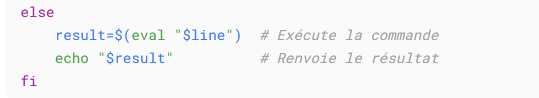 else
    result=$(eval "$line")  # Exécute la commande
    echo "$result"          # Renvoie le résultat
fi